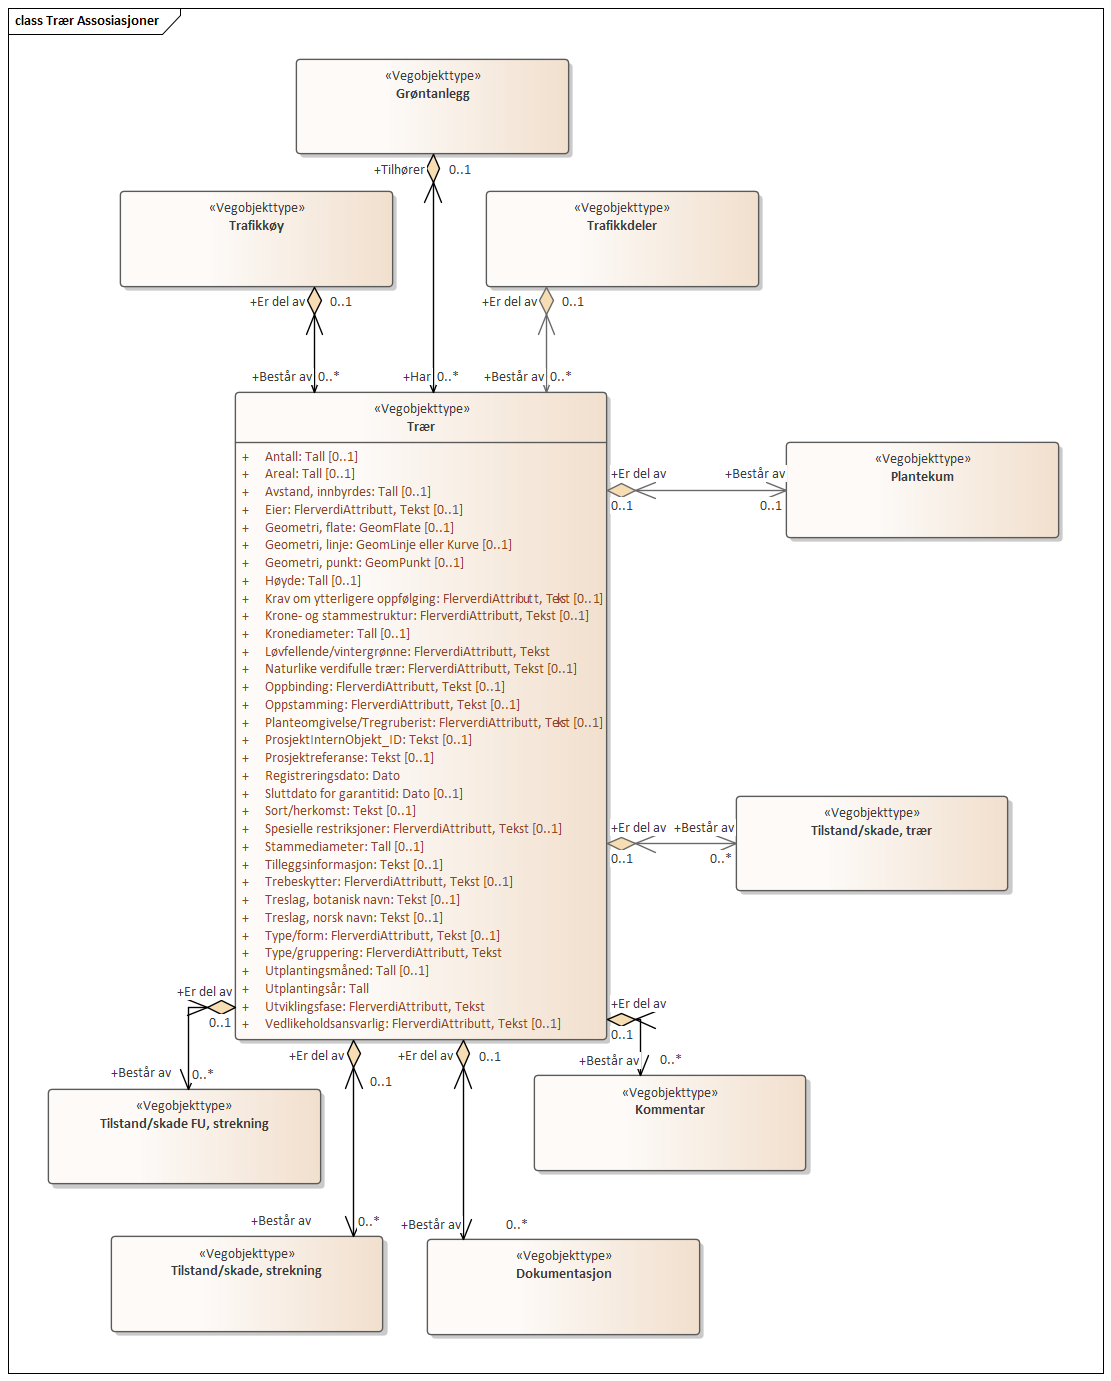 class Trær Assosiasjoner
«Vegobjekttype»
Grøntanlegg
+Tilhører 0..1
«Vegobjekttype»
Trafikkøy
«Vegobjekttype»
Trafikkdeler
+Er del av 0..1
+Er del av 0..1
+Består av 0..*
+Har 0..*
+Består av 0..*
«Vegobjekttype»
Trær
+ Antall: Tall [0..1]
+ Areal: Tall [0..1]
+ Avstand, innbyrdes: Tall [0..1]
+ Eier: FlerverdiAttributt, Tekst [0..1]
+ Geometri, flate: GeomFlate [0..1]
+ Geometri, linje: GeomLinje eller Kurve [0..1]
+ Geometri, punkt: GeomPunkt [0..1]
+ Høyde: Tall [0..1]
+ Krav om ytterligere oppfølging: FlerverdiAttributt, Tekst [0..1]
+ Krone- og stammestruktur: FlerverdiAttributt, Tekst [0..1]
+ Kronediameter: Tall [0..1]
+ Løvfellende/vintergrønne: FlerverdiAttributt, Tekst
+ Naturlike verdifulle trær: FlerverdiAttributt, Tekst [0..1]
+ Oppbinding: FlerverdiAttributt, Tekst [0..1]
+ Oppstamming: FlerverdiAttributt, Tekst [0..1]
+ Planteomgivelse/Tregruberist: FlerverdiAttributt, Tekst [0..1]
+ ProsjektInternObjekt_ID: Tekst [0..1]
+ Prosjektreferanse: Tekst [0..1]
+ Registreringsdato: Dato
+ Sluttdato for garantitid: Dato [0..1]
+ Sort/herkomst: Tekst [0..1]
+ Spesielle restriksjoner: FlerverdiAttributt, Tekst [0..1]
+ Stammediameter: Tall [0..1]
+ Tilleggsinformasjon: Tekst [0..1]
+ Trebeskytter: FlerverdiAttributt, Tekst [0..1]
+ Treslag, botanisk navn: Tekst [0..1]
+ Treslag, norsk navn: Tekst [0..1]
+ Type/form: FlerverdiAttributt, Tekst [0..1]
+ Type/gruppering: FlerverdiAttributt, Tekst
+ Utplantingsmåned: Tall [0..1]
+ Utplantingsår: Tall
+ Utviklingsfase: FlerverdiAttributt, Tekst
+ Vedlikeholdsansvarlig: FlerverdiAttributt, Tekst [0..1]
+Er del av +Består av
0..1 0..1
«Vegobjekttype»
Plantekum
+Er del av +Består av
0..1 0..*
«Vegobjekttype»
Tilstand/skade, trær
+Er del av
0..1
+Består av 0..*
«Vegobjekttype»
Tilstand/skade FU, strekning
+Er del av
0..1
+Består av 0..*
«Vegobjekttype»
Kommentar
+Er del av
0..1
+Består av 0..*
«Vegobjekttype»
Tilstand/skade, strekning
+Er del av 0..1
+Består av 0..*
«Vegobjekttype»
Dokumentasjon